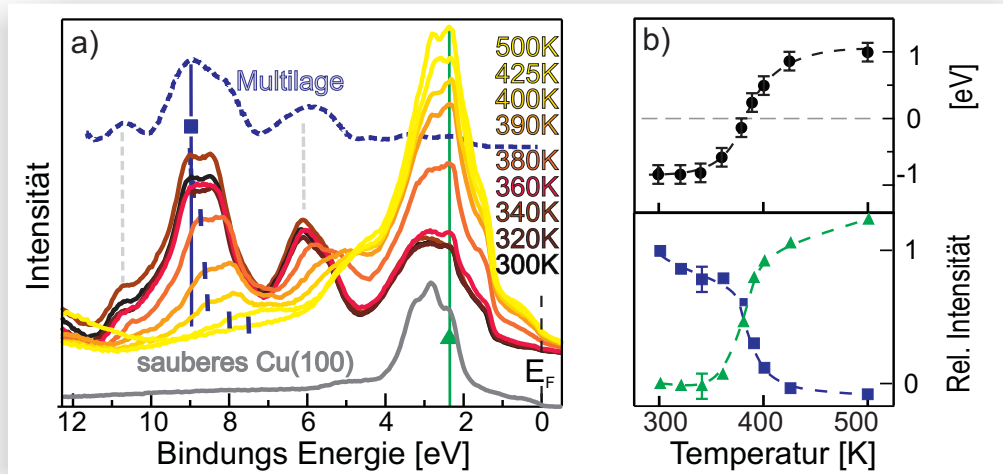 a)
Multilage
500K
425K
400K
390K
380K
360K
340K
320K
300K
sauberes Cu(100)
E_F
Intensität
12 10 8 6 4 2 0
Bindungs Energie [eV]
b)
1
0
-1
[eV]
1
0
Rel. Intensität
300 400 500
Temperatur [K]